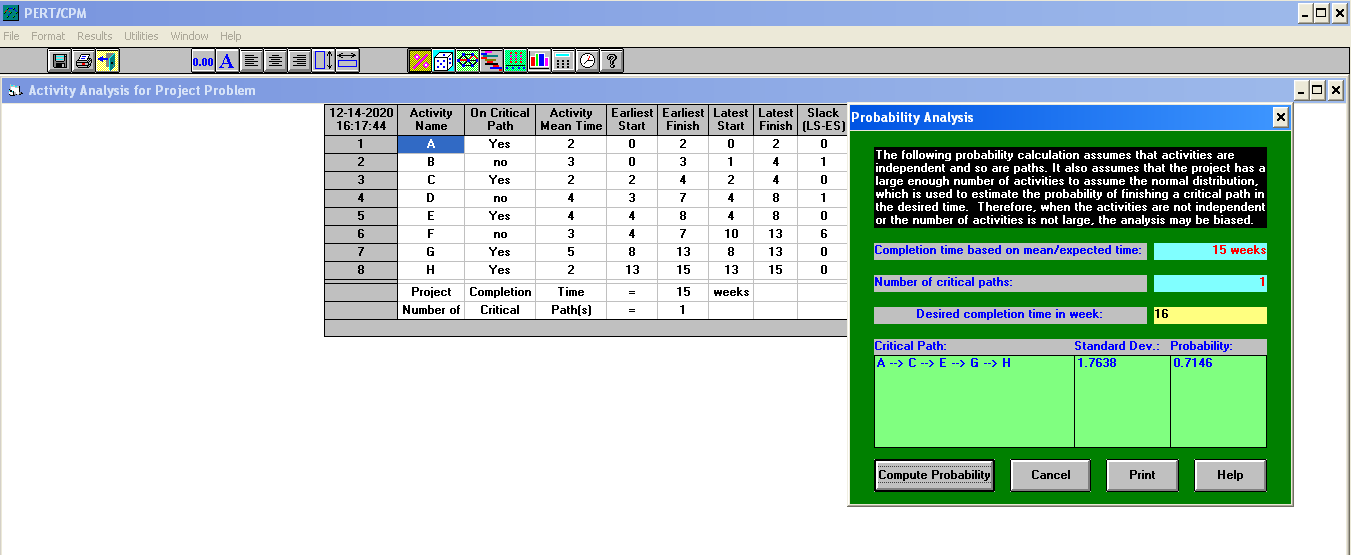 PERT/CPM
File Format Results Utilities Window Help
0.00 A %  ?
Activity Analysis for Project Problem
12-14-2020 Activity On Critical Activity Earliest Earliest Latest Latest Slack
16:17:44 Name Path Mean Time Start Finish Start Finish (LS-ES)
1 A Yes 2 0 2 0 2 0
2 B no 3 0 3 1 4 1
3 C Yes 2 2 4 2 4 0
4 D no 4 3 7 4 8 1
5 E Yes 4 4 8 4 8 0
6 F no 3 4 7 10 13 6
7 G Yes 5 8 13 8 13 0
8 H Yes 2 13 15 13 15 0
Project Completion Time = 15 weeks
Number of Critical Path(s) = 1
Probability Analysis
The following probability calculation assumes that activities are
independent and so are paths. It also assumes that the project has a
large enough number of activities to assume the normal distribution,
which is used to estimate the probability of finishing a critical path in
the desired time. Therefore, when the activities are not independent
or the number of activities is not large, the analysis may be biased.
Completion time based on mean/expected time: 15 weeks
Number of critical paths: 1
Desired completion time in week: 16
Critical Path: Standard Dev.: Probability:
A --> C --> E --> G --> H 1.7638 0.7146
Compute Probability Cancel Print Help